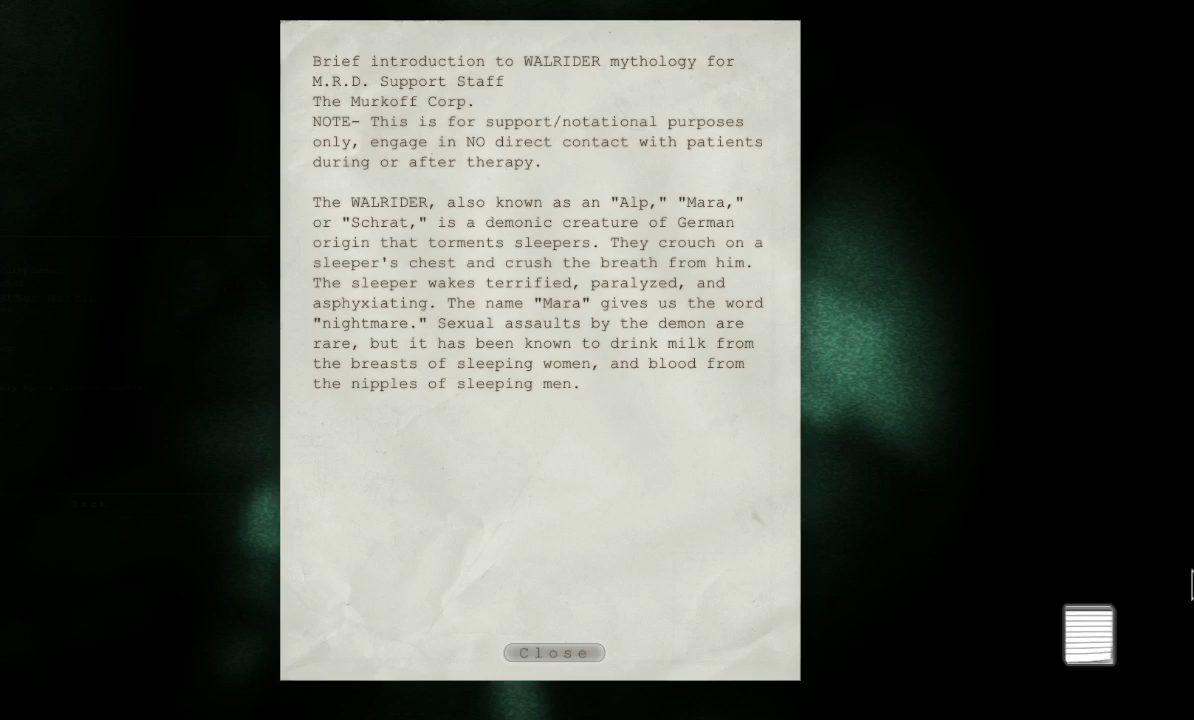 Brief introduction to WALRIDER mythology for
M.R.D. Support Staff
The Murkoff Corp.
NOTE- This is for support/notational purposes
only, engage in NO direct contact with patients
during or after therapy.
The WALRIDER, also known as an "Alp," "Mara,"
or "Schrat," is a demonic creature of German
origin that torments sleepers. They crouch on a
sleeper's chest and crush the breath from him.
The sleeper wakes terrified, paralyzed, and
asphyxiating. The name "Mara" gives us the word
"nightmare." Sexual assaults by the demon are
rare, but it has been known to drink milk from
the breasts of sleeping women, and blood from
the nipples of sleeping men.
Back
Close